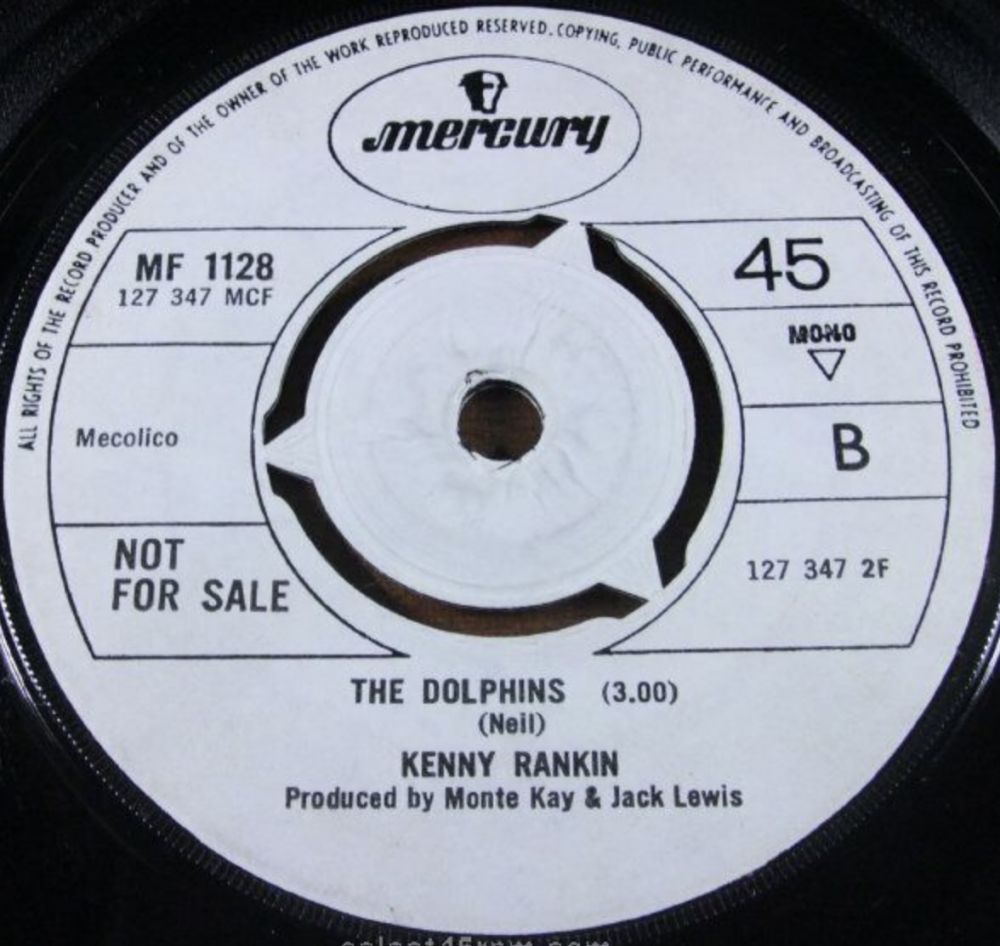 ALL RIGHTS OF THE RECORD PRODUCER AND OF THE OWNER OF THE WORK REPRODUCED RESERVED. COPYING, PUBLIC PERFORMANCE AND BROADCASTING OF THIS RECORD PROHIBITED
mercury
MF 1128
127 347 MCF
45
MONO
Mecolico
B
NOT
FOR SALE
127 347 2F
THE DOLPHINS (3.00)
(Neil)
KENNY RANKIN
Produced by Monte Kay & Jack Lewis